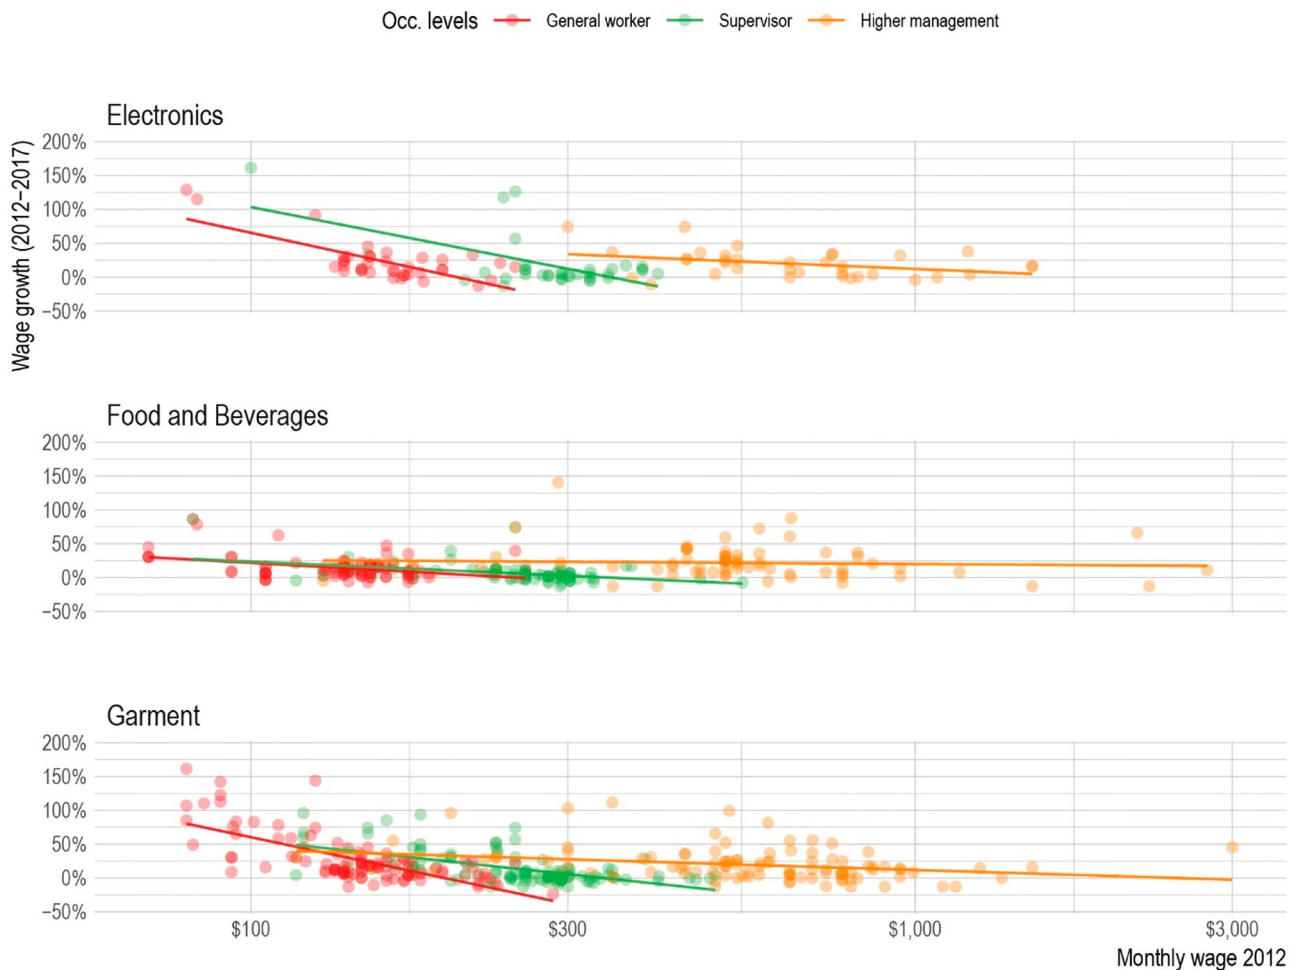 Occ. levels General worker Supervisor Higher management
Electronics
Wage growth (2012−2017)
200%
150%
100%
50%
0%
−50%
Food and Beverages
200%
150%
100%
50%
0%
−50%
Garment
200%
150%
100%
50%
0%
−50%
$100 $300 $1,000 $3,000
Monthly wage 2012